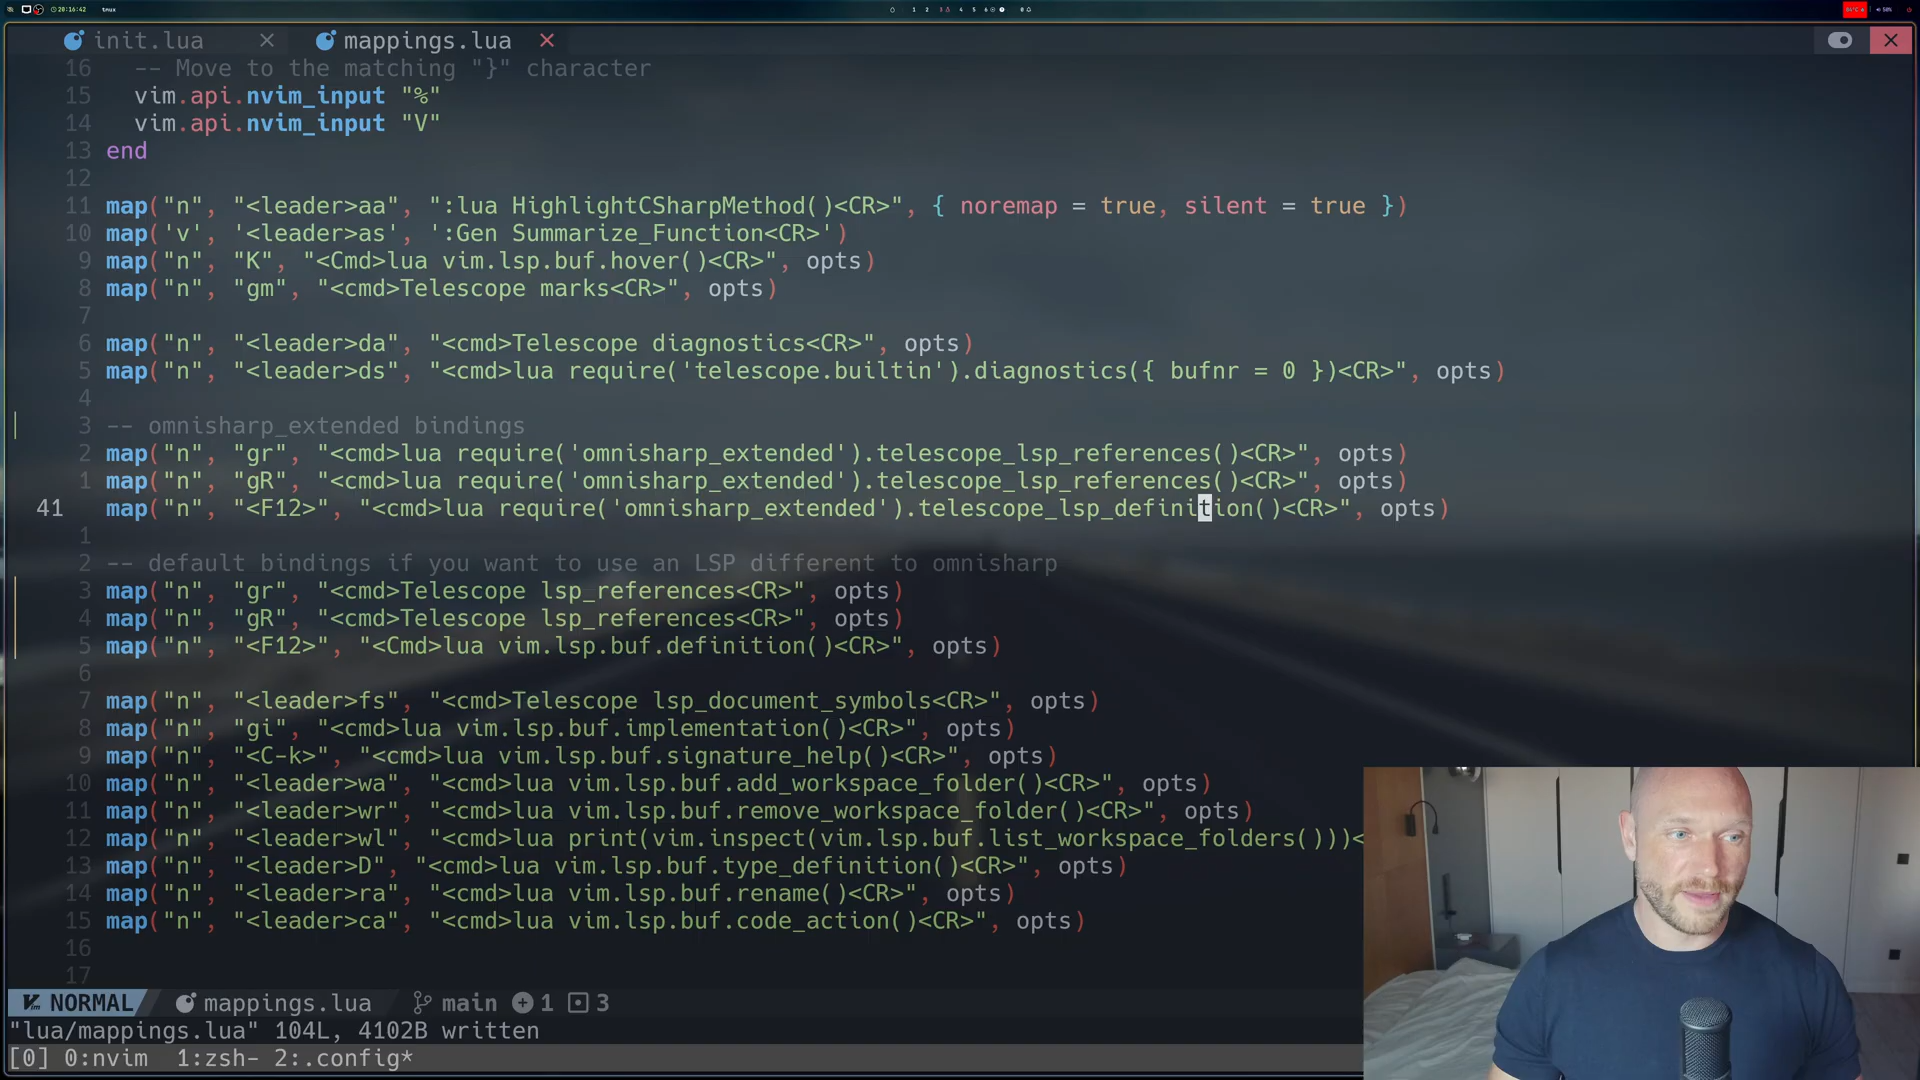 20:16:42 tmux 1 2 3 4 5 6 0 50%
init.lua mappings.lua
16 -- Move to the matching "}" character
15 vim.api.nvim_input "%"
14 vim.api.nvim_input "V"
13 end
12
11 map("n", "<leader>aa", ":lua HighlightCSharpMethod()<CR>", { noremap = true, silent = true })
10 map('v', '<leader>as', ':Gen Summarize_Function<CR>')
9 map("n", "K", "<Cmd>lua vim.lsp.buf.hover()<CR>", opts)
8 map("n", "gm", "<cmd>Telescope marks<CR>", opts)
7
6 map("n", "<leader>da", "<cmd>Telescope diagnostics<CR>", opts)
5 map("n", "<leader>ds", "<cmd>lua require('telescope.builtin').diagnostics({ bufnr = 0 })<CR>", opts)
4
3 -- omnisharp_extended bindings
2 map("n", "gr", "<cmd>lua require('omnisharp_extended').telescope_lsp_references()<CR>", opts)
1 map("n", "gR", "<cmd>lua require('omnisharp_extended').telescope_lsp_references()<CR>", opts)
41 map("n", "<F12>", "<cmd>lua require('omnisharp_extended').telescope_lsp_definition()<CR>", opts)
1
2 -- default bindings if you want to use an LSP different to omnisharp
3 map("n", "gr", "<cmd>Telescope lsp_references<CR>", opts)
4 map("n", "gR", "<cmd>Telescope lsp_references<CR>", opts)
5 map("n", "<F12>", "<Cmd>lua vim.lsp.buf.definition()<CR>", opts)
6
7 map("n", "<leader>fs", "<cmd>Telescope lsp_document_symbols<CR>", opts)
8 map("n", "gi", "<cmd>lua vim.lsp.buf.implementation()<CR>", opts)
9 map("n", "<C-k>", "<cmd>lua vim.lsp.buf.signature_help()<CR>", opts)
10 map("n", "<leader>wa", "<cmd>lua vim.lsp.buf.add_workspace_folder()<CR>", opts)
11 map("n", "<leader>wr", "<cmd>lua vim.lsp.buf.remove_workspace_folder()<CR>", opts)
12 map("n", "<leader>wl", "<cmd>lua print(vim.inspect(vim.lsp.buf.list_workspace_folders()))<
13 map("n", "<leader>D", "<cmd>lua vim.lsp.buf.type_definition()<CR>", opts)
14 map("n", "<leader>ra", "<cmd>lua vim.lsp.buf.rename()<CR>", opts)
15 map("n", "<leader>ca", "<cmd>lua vim.lsp.buf.code_action()<CR>", opts)
16
17
NORMAL mappings.lua main 1 3
"lua/mappings.lua" 104L, 4102B written
[0] 0:nvim 1:zsh- 2:.config*